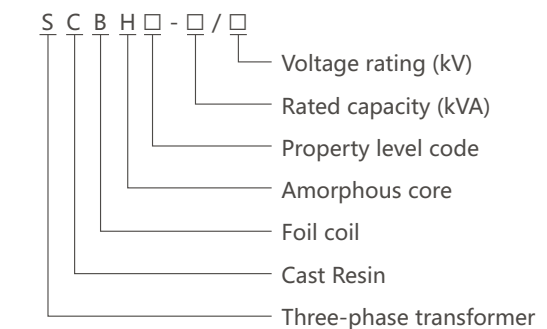 S C B H □ - □ / □
Voltage rating (kV)
Rated capacity (kVA)
Property level code
Amorphous core
Foil coil
Cast Resin
Three-phase transformer